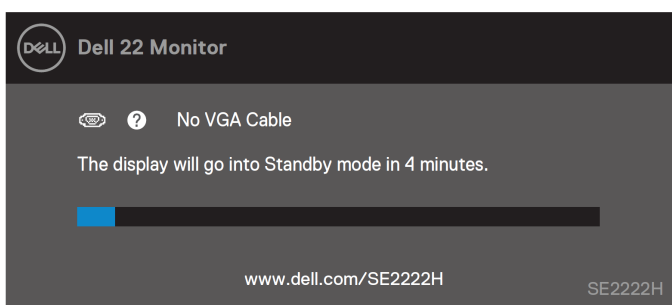 DELL Dell 22 Monitor
? No VGA Cable
The display will go into Standby mode in 4 minutes.
www.dell.com/SE2222H
SE2222H